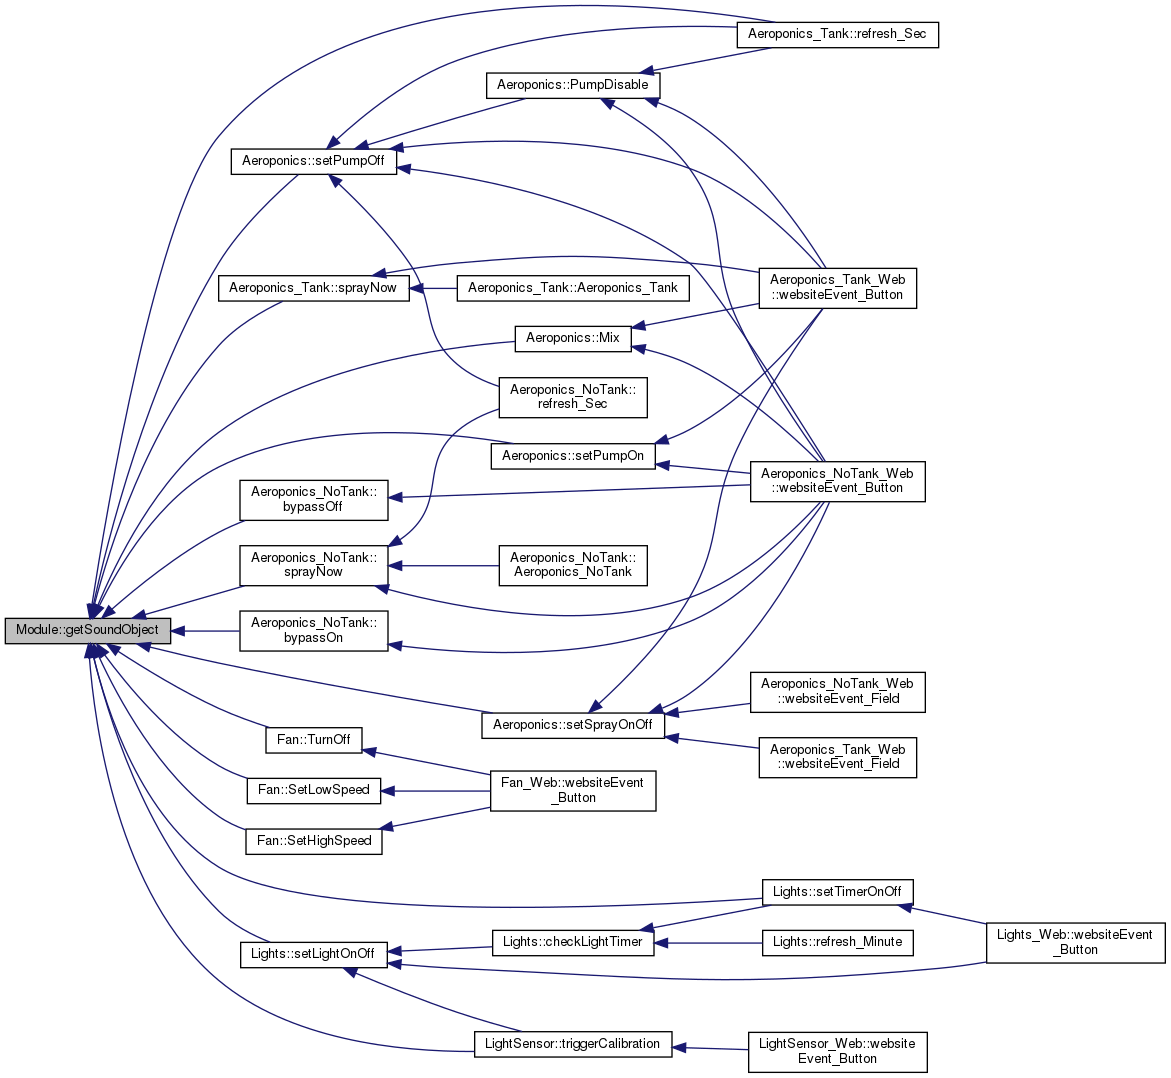 Aeroponics_Tank::refresh_Sec
Aeroponics::PumpDisable
Aeroponics::setPumpOff
Aeroponics_Tank::sprayNow
Aeroponics_Tank::Aeroponics_Tank
Aeroponics_Tank_Web
::websiteEvent_Button
Aeroponics::Mix
Aeroponics_NoTank::
refresh_Sec
Aeroponics::setPumpOn
Aeroponics_NoTank_Web
::websiteEvent_Button
Aeroponics_NoTank::
bypassOff
Aeroponics_NoTank::
sprayNow
Aeroponics_NoTank::
Aeroponics_NoTank
Module::getSoundObject
Aeroponics_NoTank::
bypassOn
Aeroponics_NoTank_Web
::websiteEvent_Field
Aeroponics::setSprayOnOff
Fan::TurnOff
Aeroponics_Tank_Web
::websiteEvent_Field
Fan::SetLowSpeed
Fan_Web::websiteEvent
_Button
Fan::SetHighSpeed
Lights::setTimerOnOff
Lights::setLightOnOff
Lights::checkLightTimer
Lights::refresh_Minute
Lights_Web::websiteEvent
_Button
LightSensor::triggerCalibration
LightSensor_Web::website
Event_Button